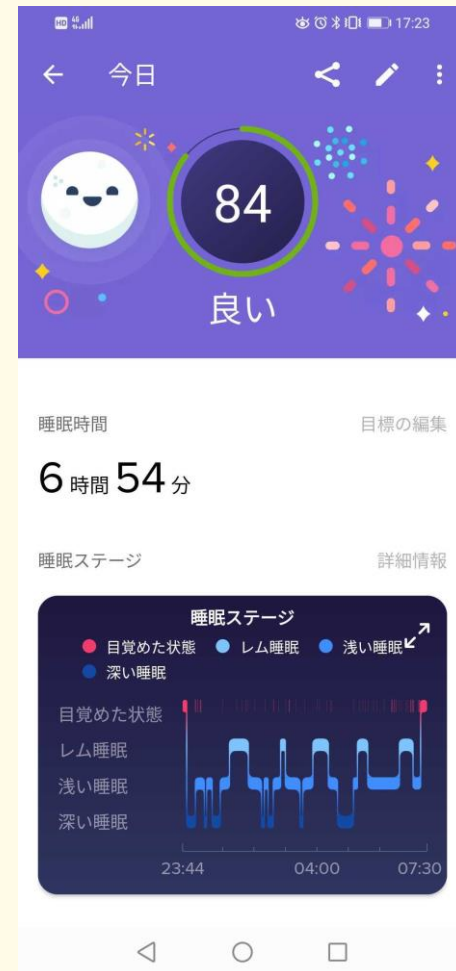 HD 4G 17:23
今日
84
良い
睡眠時間 目標の編集
6 時間 54 分
睡眠ステージ 詳細情報
睡眠ステージ
目覚めた状態 レム睡眠 浅い睡眠
深い睡眠
目覚めた状態
レム睡眠
浅い睡眠
深い睡眠
23:44 04:00 07:30